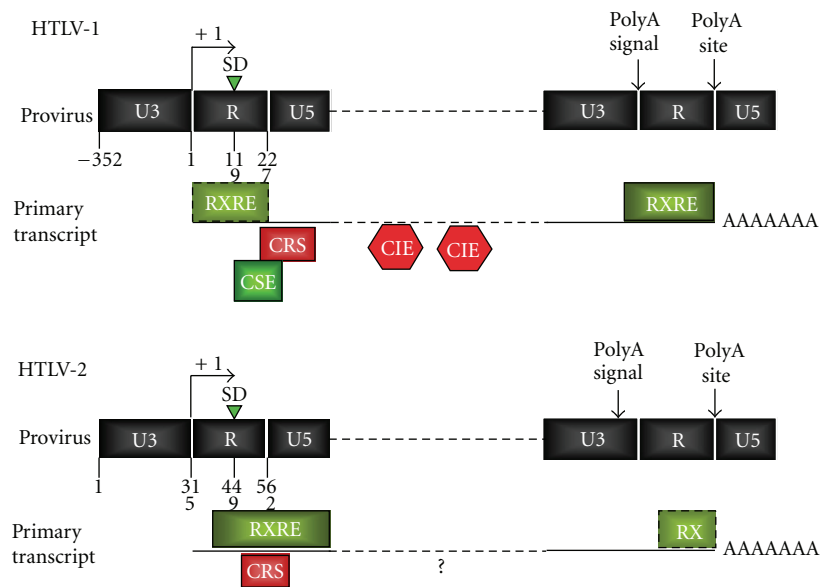 HTLV-1
+ 1
SD
PolyA
signal
PolyA
site
Provirus
U3
R
U5
U3
R
U5
−352
1
11
9
22
7
Primary
transcript
RXRE
RXRE
AAAAAAA
CRS
CIE
CIE
CSE
HTLV-2
+ 1
SD
PolyA
signal
PolyA
site
Provirus
U3
R
U5
U3
R
U5
1
31
5
44
9
56
2
Primary
transcript
RXRE
RX
AAAAAAA
CRS
?